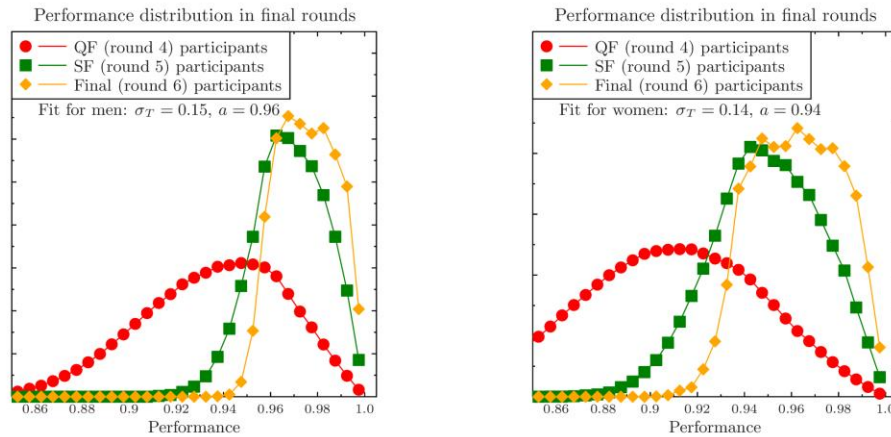 Performance distribution in final rounds
QF (round 4) participants
SF (round 5) participants
Final (round 6) participants
Fit for men: σ_T = 0.15, a = 0.96
0.86 0.88 0.9 0.92 0.94 0.96 0.98 1.0
Performance
Performance distribution in final rounds
QF (round 4) participants
SF (round 5) participants
Final (round 6) participants
Fit for women: σ_T = 0.14, a = 0.94
0.86 0.88 0.9 0.92 0.94 0.96 0.98 1.0
Performance